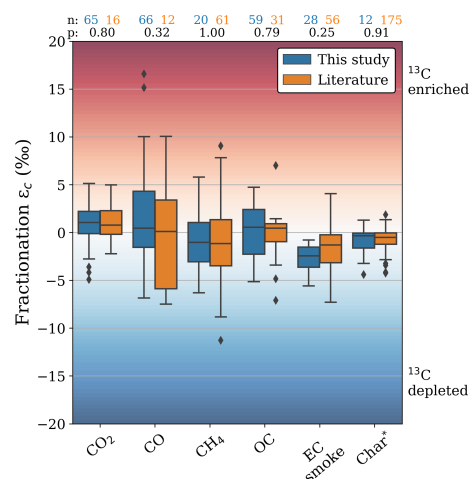 n: 65 16 66 12 20 61 59 31 28 56 12 175
p: 0.80 0.32 1.00 0.79 0.25 0.91
20
15
10
5
0
−5
−10
−15
−20
Fractionation ε_c (‰)
This study
Literature
¹³C
enriched
¹³C
depleted
CO₂
CO
CH₄
OC
EC
smoke
Char*